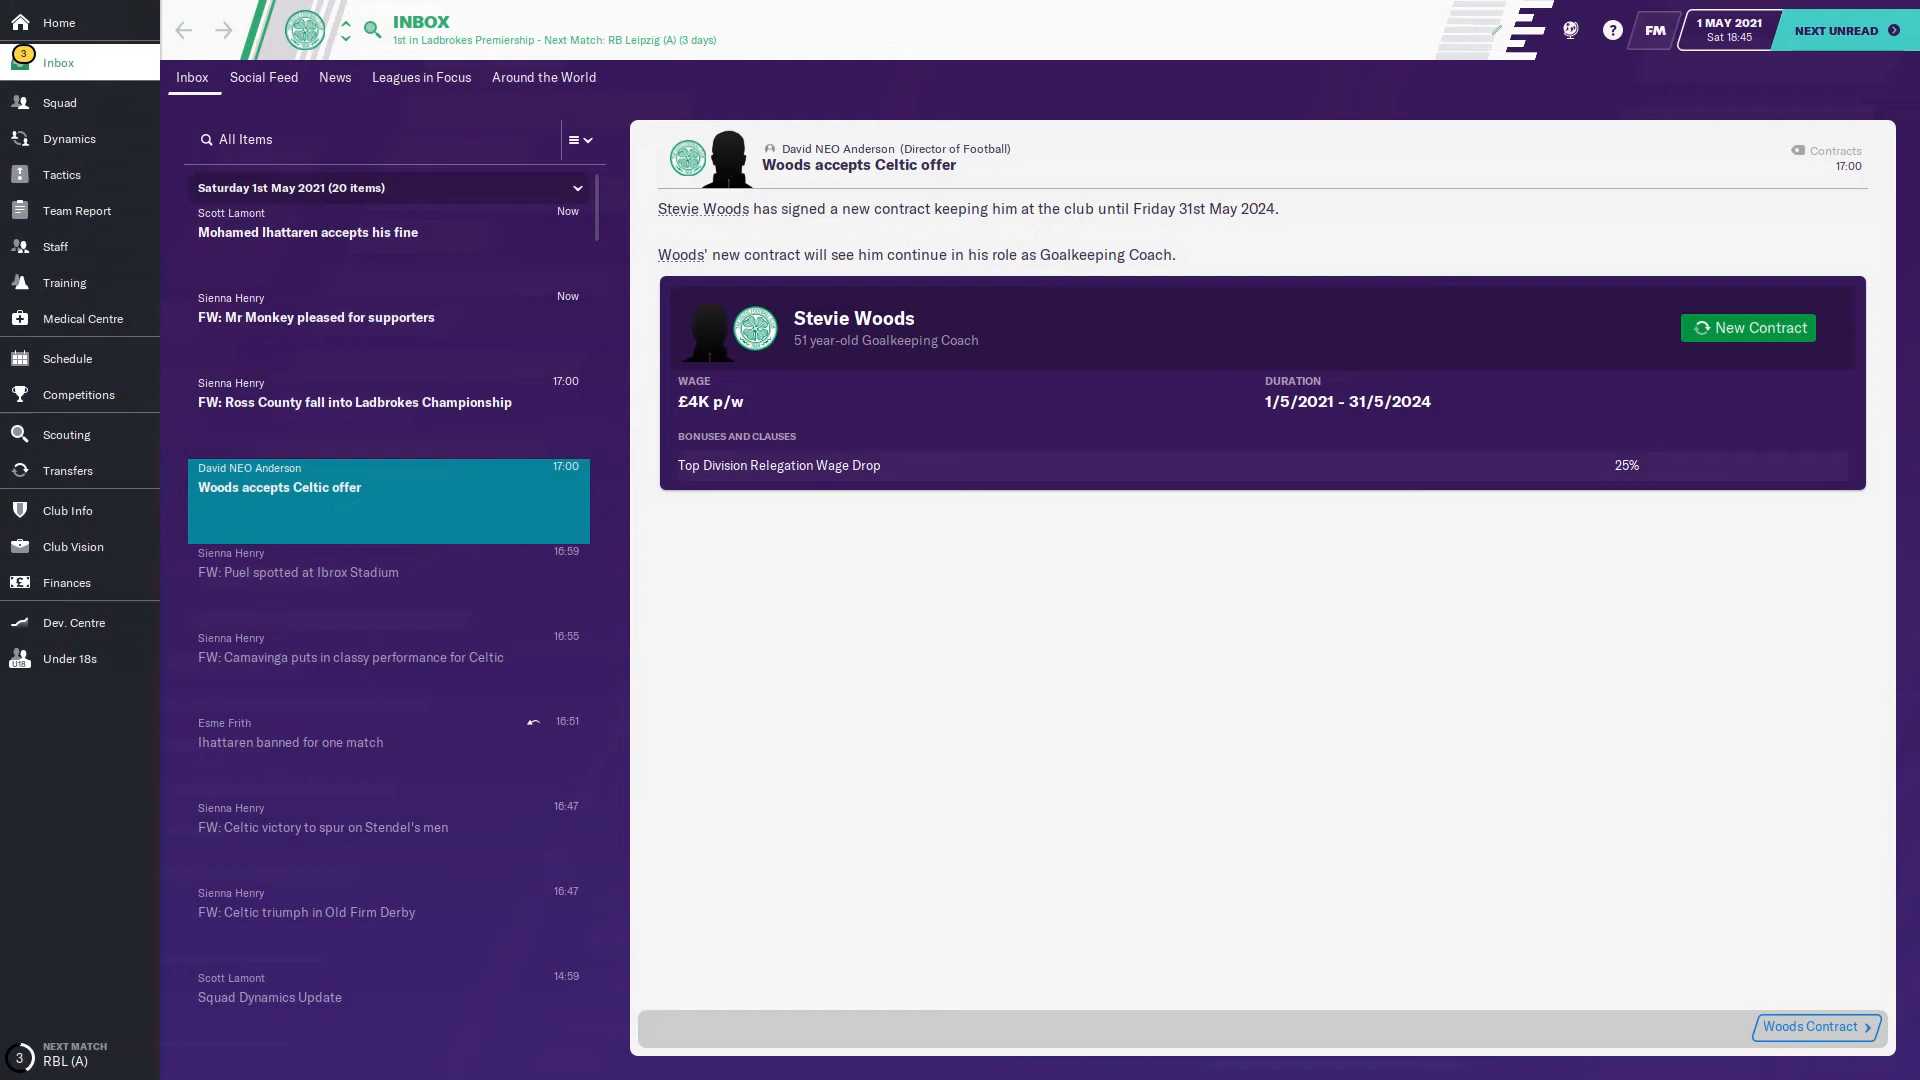 Home
3
Inbox
Squad
Dynamics
Tactics
Team Report
Staff
Training
Medical Centre
Schedule
Competitions
Scouting
Transfers
Club Info
Club Vision
Finances
Dev. Centre
U18
Under 18s
3
NEXT MATCH
RBL (A)
INBOX
1st in Ladbrokes Premiership - Next Match: RB Leipzig (A) (3 days)
?
FM
1 MAY 2021
Sat 18:45
NEXT UNREAD
Inbox Social Feed News Leagues in Focus Around the World
All Items
Saturday 1st May 2021 (20 items)
Scott Lamont Now
Mohamed Ihattaren accepts his fine
Sienna Henry Now
FW: Mr Monkey pleased for supporters
Sienna Henry 17:00
FW: Ross County fall into Ladbrokes Championship
David NEO Anderson 17:00
Woods accepts Celtic offer
Sienna Henry 16:59
FW: Puel spotted at Ibrox Stadium
Sienna Henry 16:55
FW: Camavinga puts in classy performance for Celtic
Esme Frith 16:51
Ihattaren banned for one match
Sienna Henry 16:47
FW: Celtic victory to spur on Stendel's men
Sienna Henry 16:47
FW: Celtic triumph in Old Firm Derby
Scott Lamont 14:59
Squad Dynamics Update
David NEO Anderson (Director of Football)
Woods accepts Celtic offer
Contracts
17:00
Stevie Woods has signed a new contract keeping him at the club until Friday 31st May 2024.
Woods' new contract will see him continue in his role as Goalkeeping Coach.
Stevie Woods
51 year-old Goalkeeping Coach
New Contract
WAGE
£4K p/w
DURATION
1/5/2021 - 31/5/2024
BONUSES AND CLAUSES
Top Division Relegation Wage Drop 25%
Woods Contract